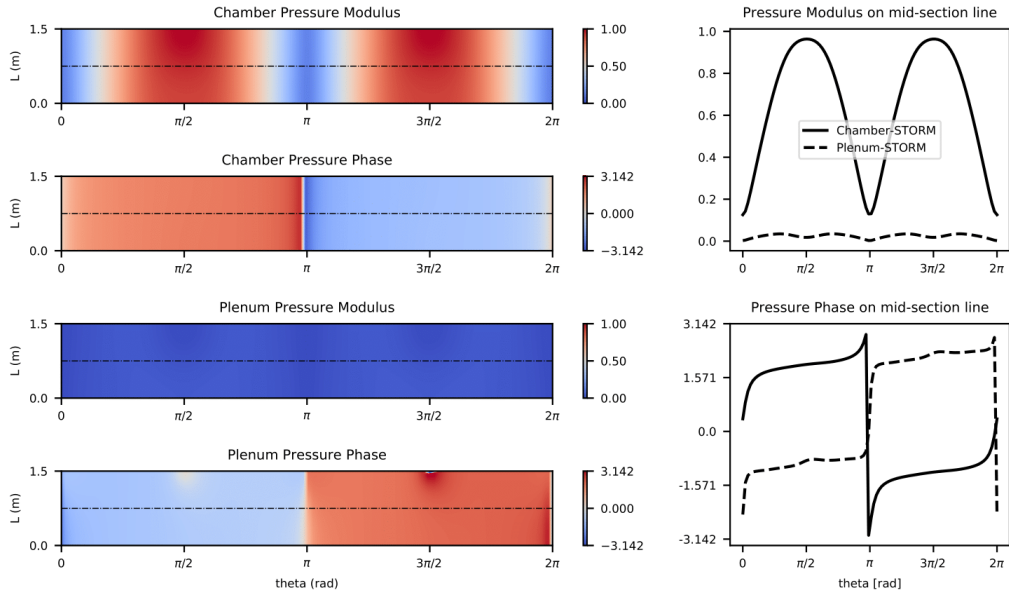 Chamber Pressure Modulus
L (m)
1.5
0.0
0
π/2
π
3π/2
2π
1.00
0.50
0.00
Chamber Pressure Phase
L (m)
1.5
0.0
0
π/2
π
3π/2
2π
3.142
0.000
−3.142
Plenum Pressure Modulus
L (m)
1.5
0.0
0
π/2
π
3π/2
2π
1.00
0.50
0.00
Plenum Pressure Phase
L (m)
1.5
0.0
0
π/2
π
3π/2
2π
theta (rad)
3.142
0.000
−3.142
Pressure Modulus on mid-section line
1.0
0.8
0.6
0.4
0.2
0.0
Chamber-STORM
Plenum-STORM
0
π/2
π
3π/2
2π
Pressure Phase on mid-section line
3.142
1.571
0.0
-1.571
-3.142
0
π/2
π
3π/2
2π
theta [rad]